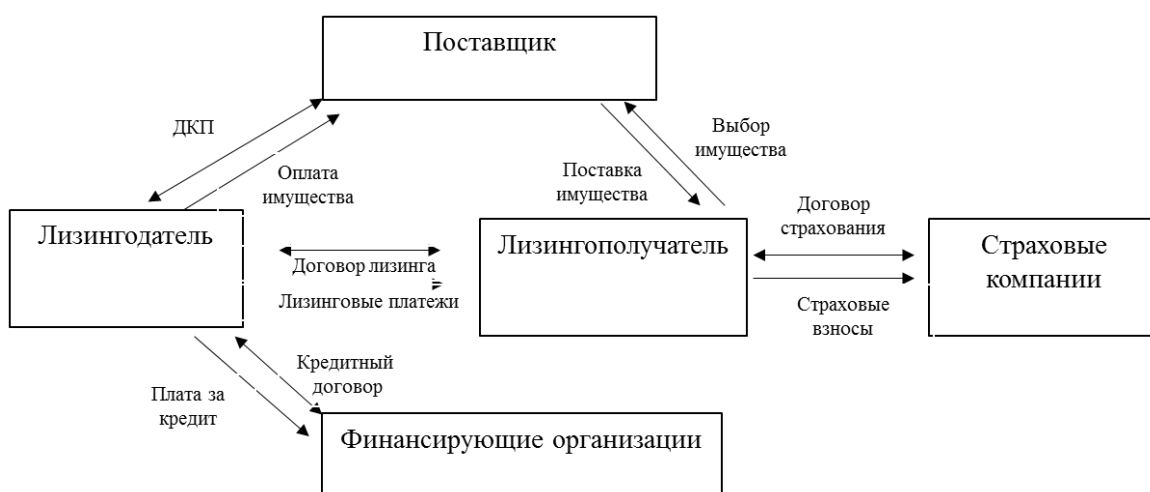 Поставщик
ДКП
Оплата
имущества
Поставка
имущества
Выбор
имущества
Лизингодатель
Договор лизинга
Лизинговые платежи
Лизингополучатель
Договор
страхования
Страховые
взносы
Страховые
компании
Плата за
кредит
Кредитный
договор
Финансирующие организации